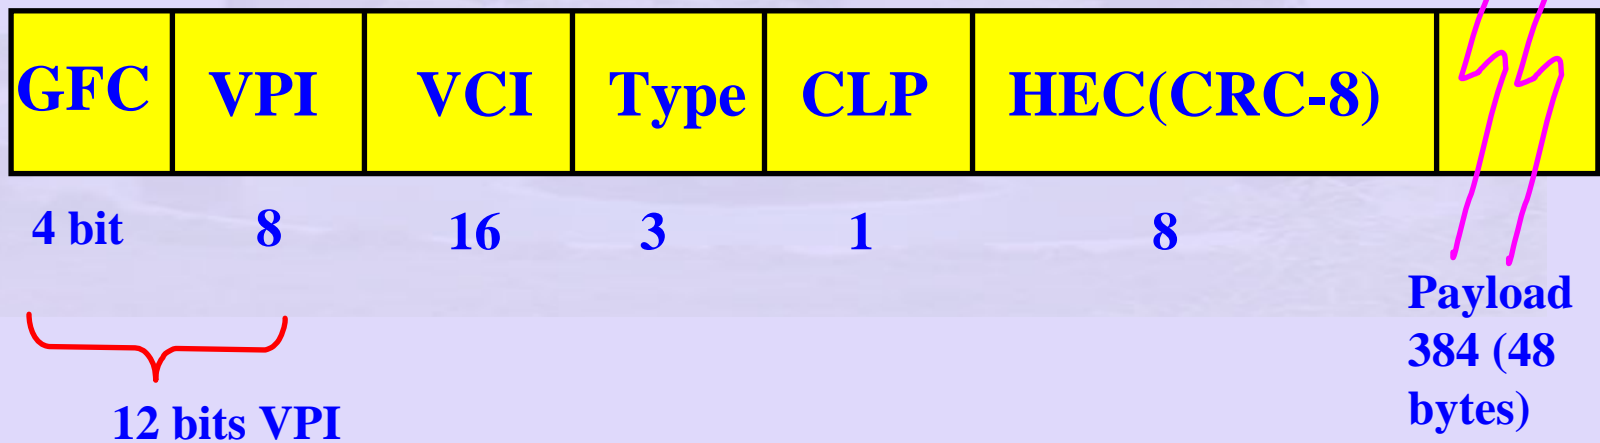 GFC VPI VCI Type CLP HEC(CRC-8)
4 bit 8 16 3 1 8
Payload
384 (48
bytes)
12 bits VPI